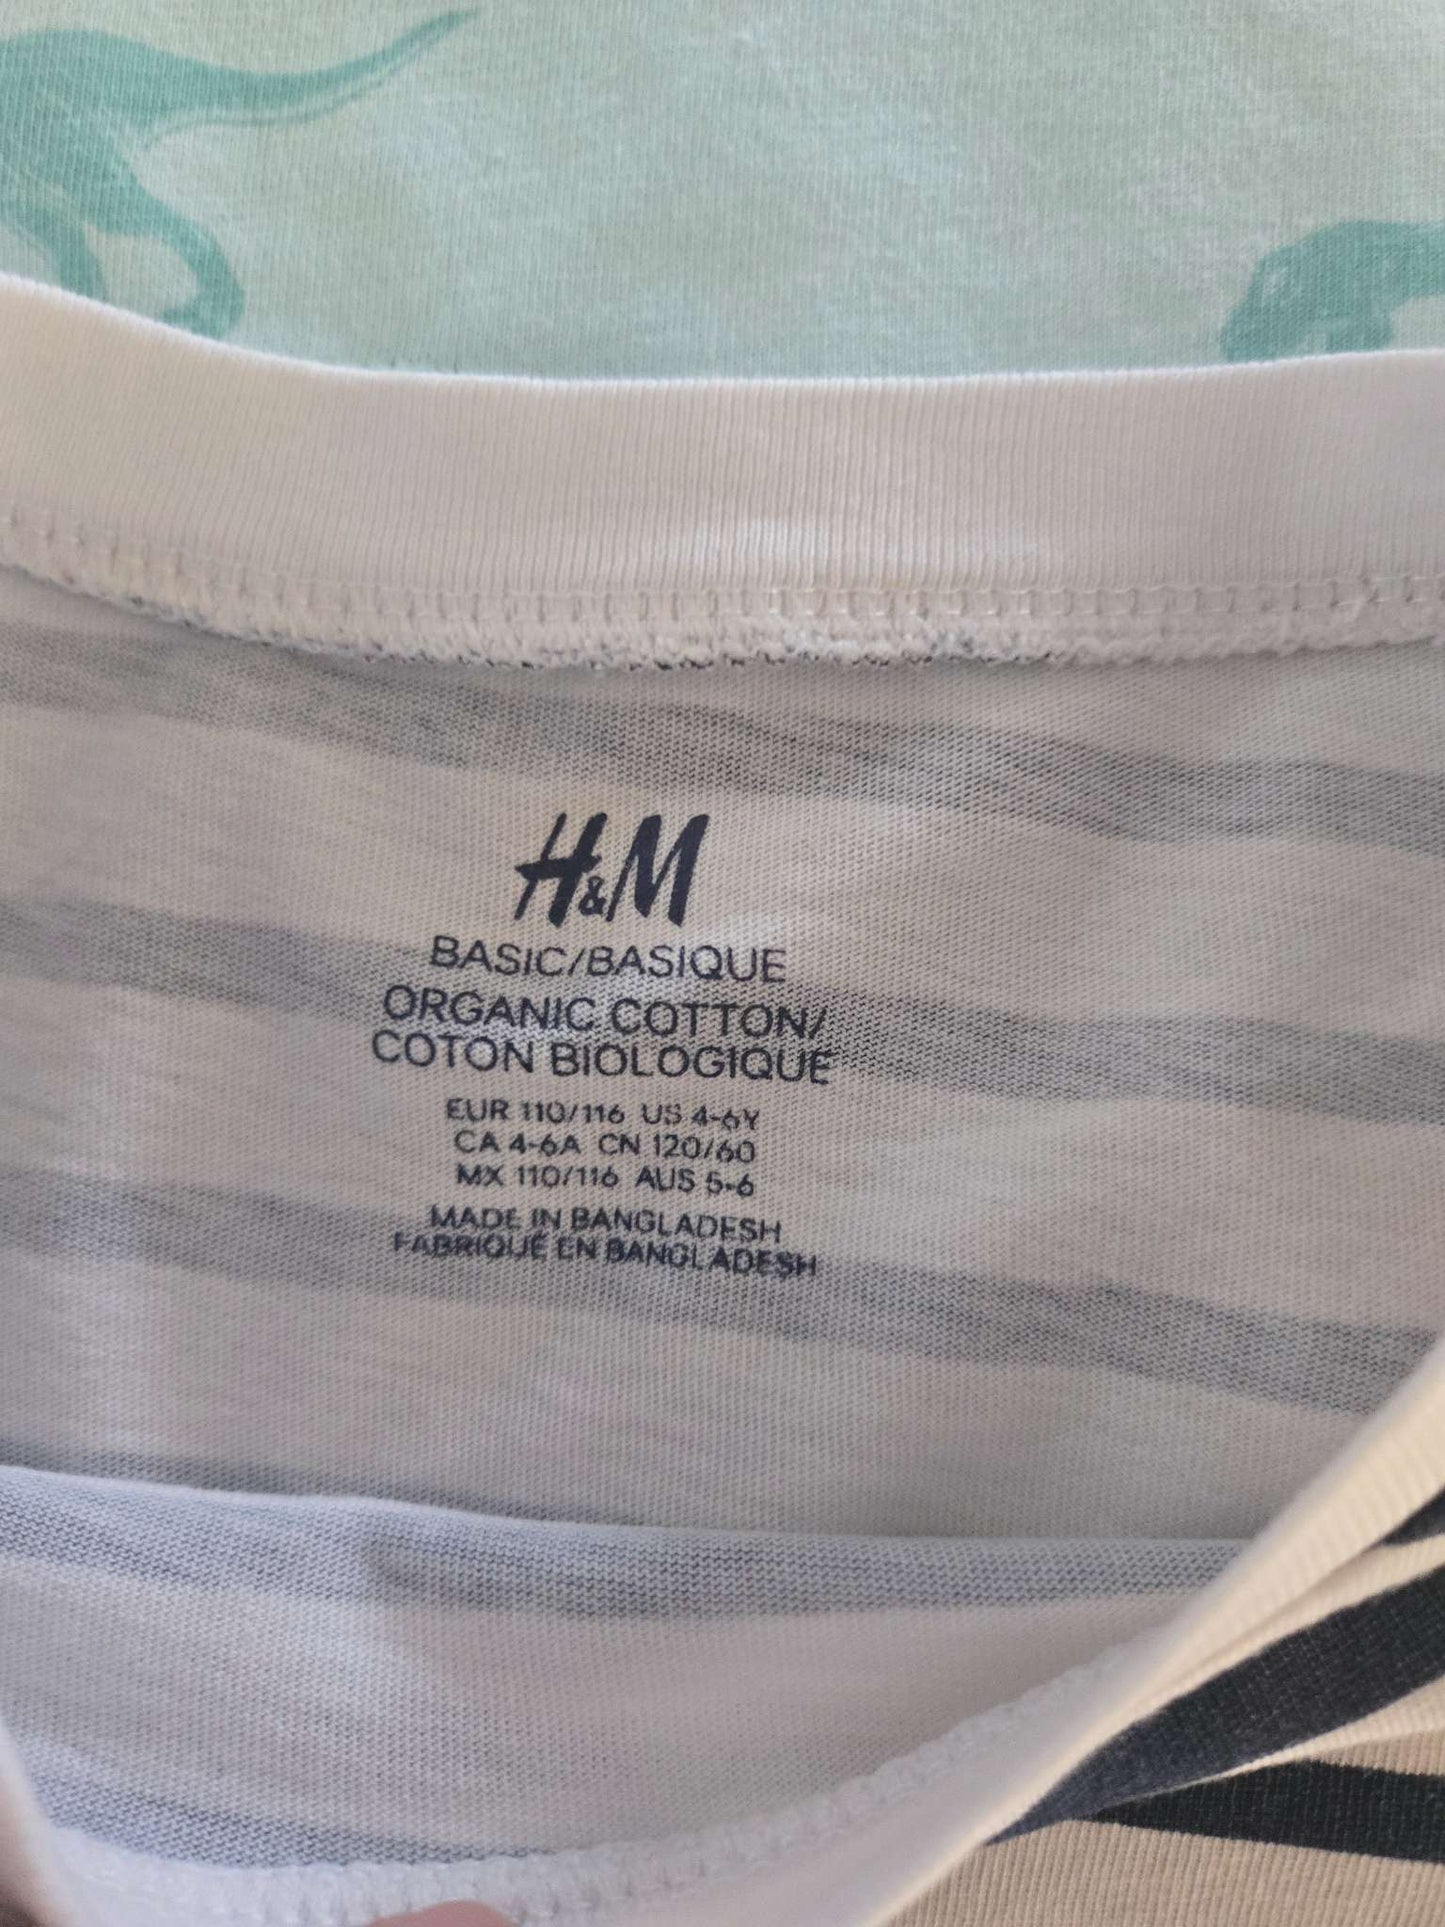 H&M
BASIC/BASIQUE
ORGANIC COTTON/
COTON BIOLOGIQUE
EUR 110/116 US 4-6Y
CA 4-6A CN 120/60
MX 110/116 AUS 5-6
MADE IN BANGLADESH
FABRIQUÉ EN BANGLADESH